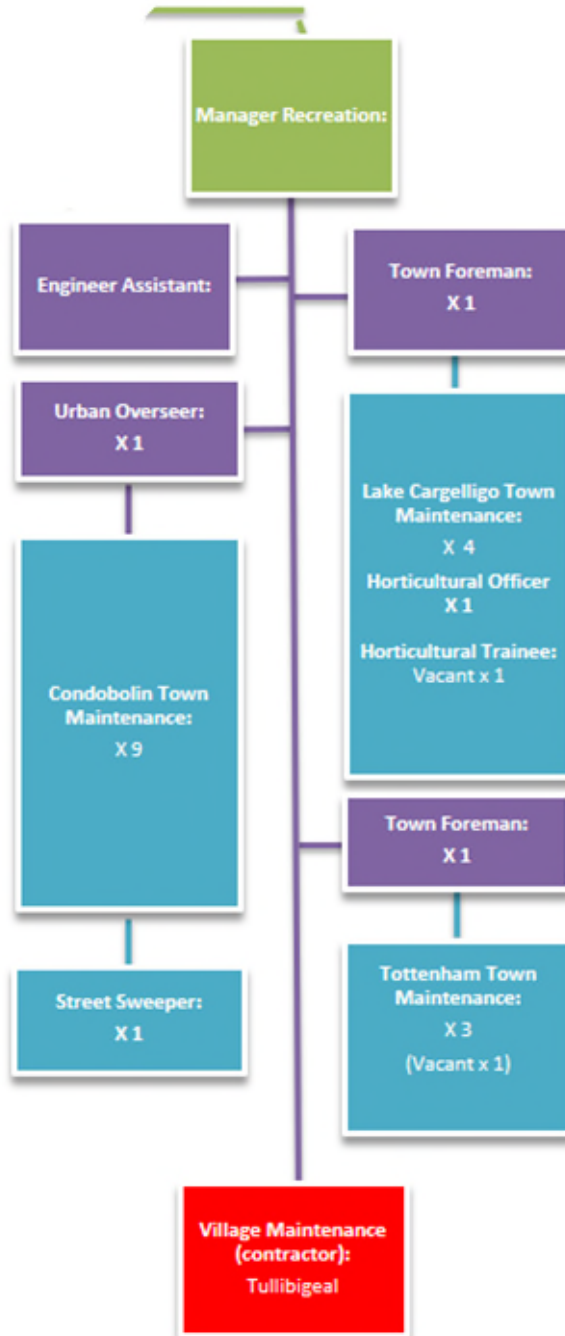 Manager Recreation:
Engineer Assistant:
Town Foreman:
X 1
Urban Overseer:
X 1
Lake Cargelligo Town
Maintenance:
X 4
Horticultural Officer
X 1
Horticultural Trainee:
Vacant x 1
Condobolin Town
Maintenance:
X 9
Town Foreman:
X 1
Street Sweeper:
X 1
Tottenham Town
Maintenance:
X 3
(Vacant x 1)
Village Maintenance
(contractor):
Tullibigeal